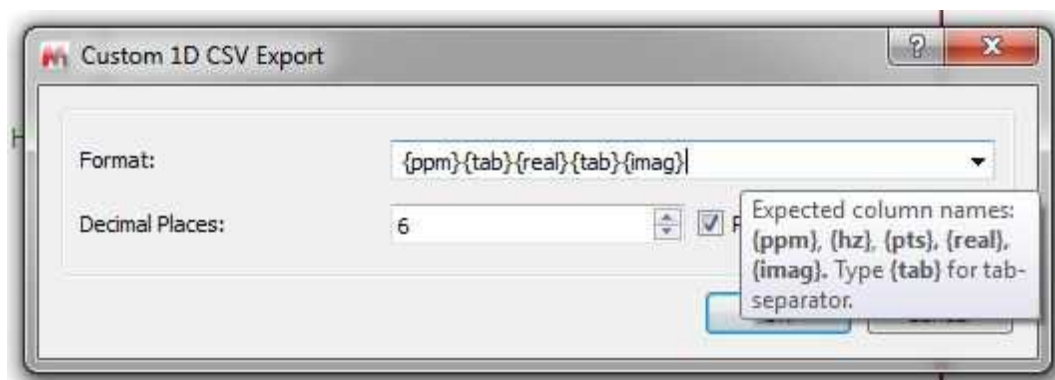 Custom 1D CSV Export
Format:
{ppm}{tab}{real}{tab}{imag}
Decimal Places:
6
Expected column names:
{ppm}, {hz}, {pts}, {real},
{imag}. Type {tab} for tab-
separator.